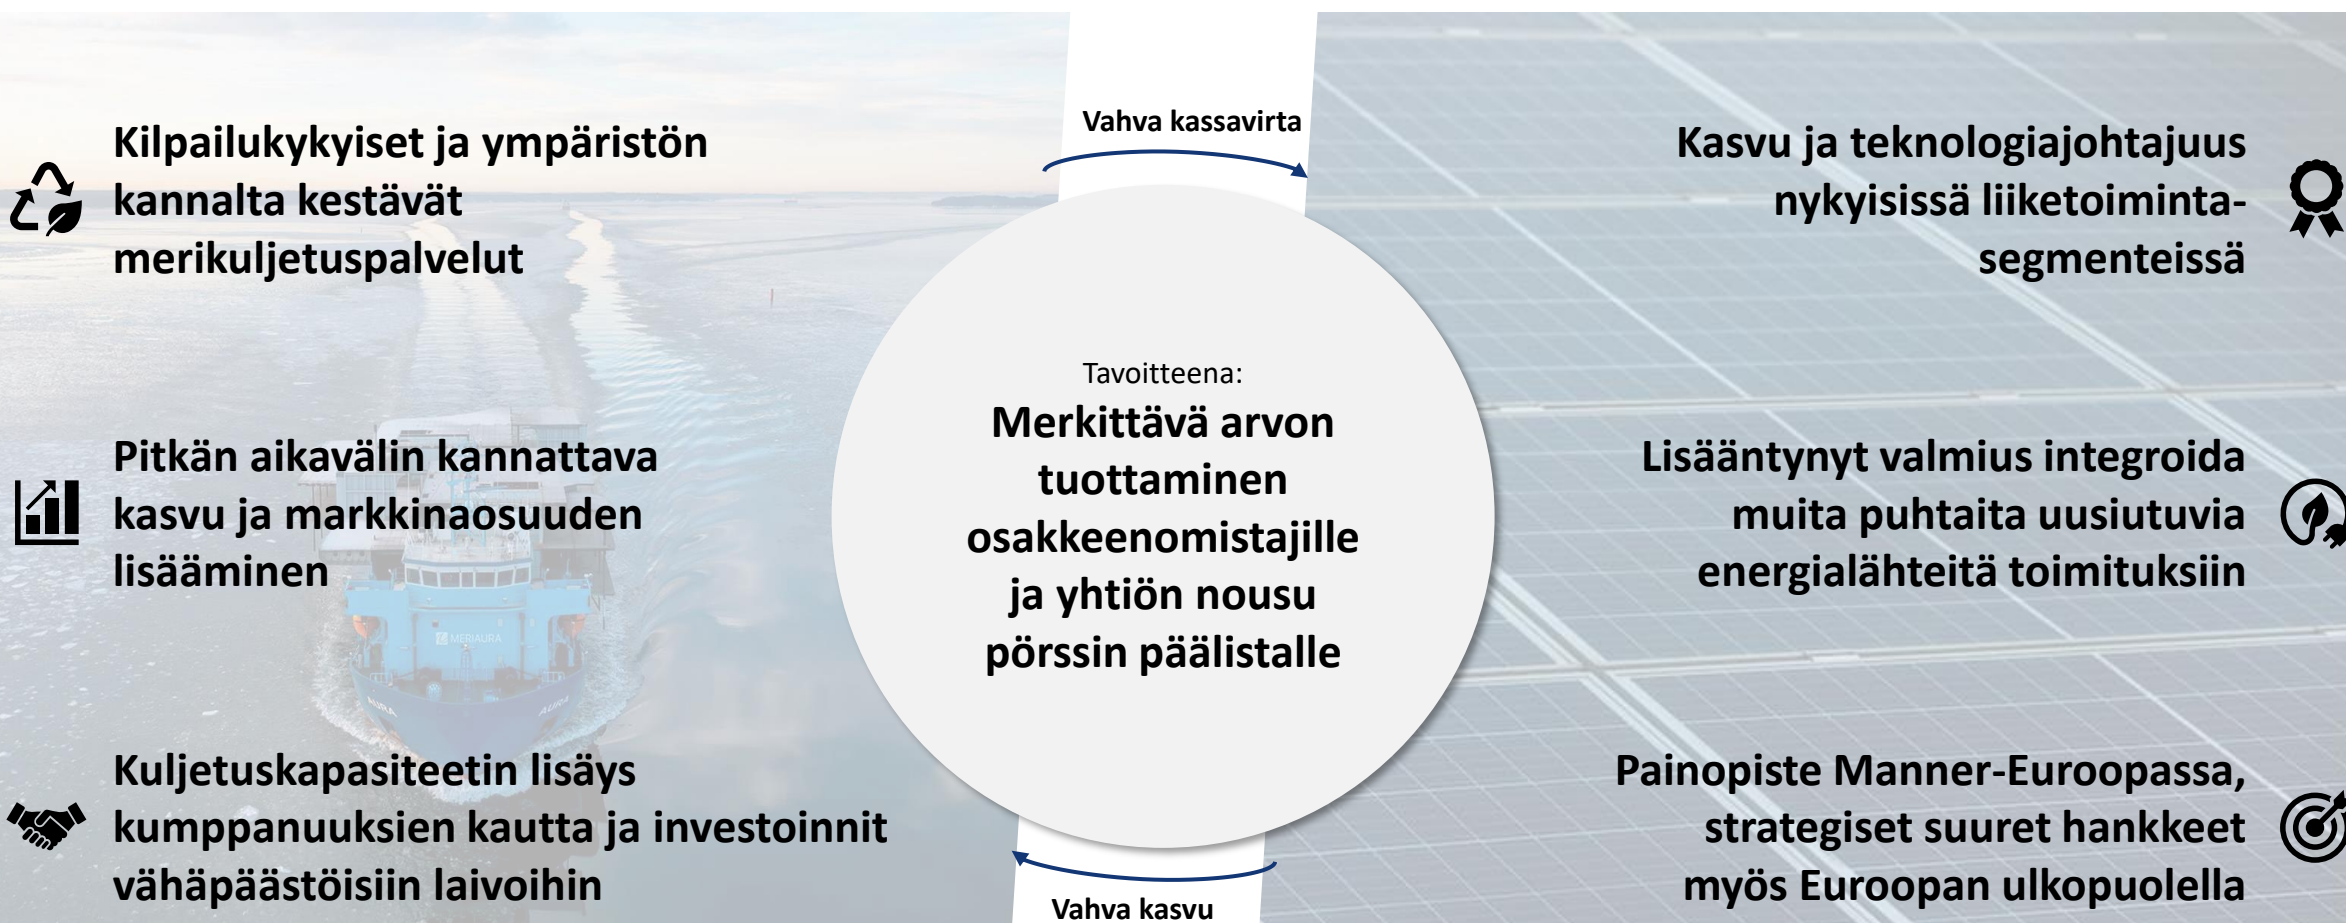 Kilpailukykyiset ja ympäristön
kannalta kestävät
merikuljetuspalvelut
Pitkän aikavälin kannattava
kasvu ja markkinaosuuden
lisääminen
Kuljetuskapasiteetin lisäys
kumppanuuksien kautta ja investoinnit
vähäpäästöisiin laivoihin
MERIAURA
AURA
AURA
Vahva kassavirta
Tavoitteena:
Merkittävä arvon
tuottaminen
osakkeenomistajille
ja yhtiön nousu
pörssin päälistalle
Vahva kasvu
Kasvu ja teknologiajohtajuus
nykyisissä liiketoiminta-
segmenteissä
Lisääntynyt valmius integroida
muita puhtaita uusiutuvia
energialähteitä toimituksiin
Painopiste Manner-Euroopassa,
strategiset suuret hankkeet
myös Euroopan ulkopuolella